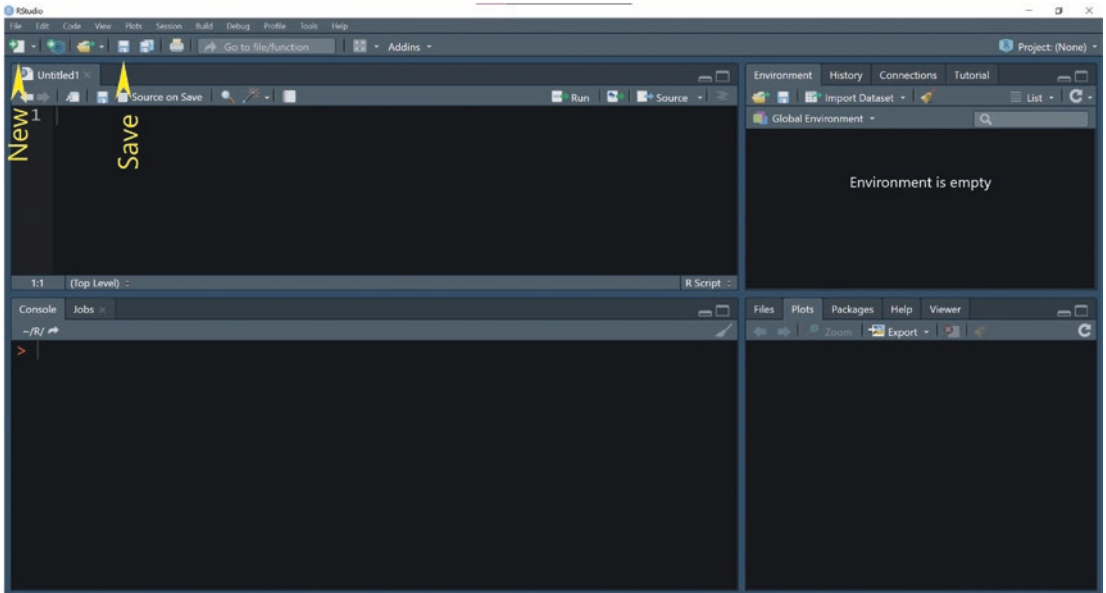 RStudio
File Edit Code View Plots Session Build Debug Profile Tools Help
Go to file/function Addins Project: (None)
Untitled1
Source on Save Run Source
1
New
Save
1:1 (Top Level) R Script
Console Jobs
~/R/
>
Environment History Connections Tutorial
Import Dataset List
Global Environment
Environment is empty
Files Plots Packages Help Viewer
Zoom Export